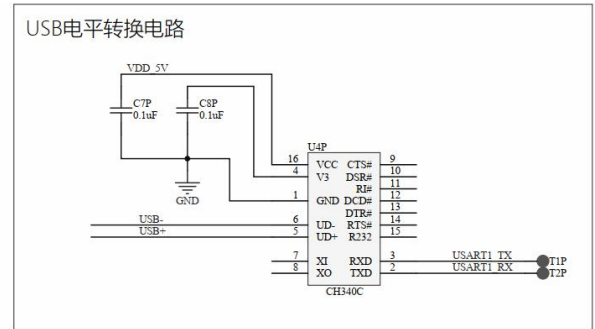 USB电平转换电路
VDD_5V
C7P
0.1uF
C8P
0.1uF
U4P
16 VCC CTS# 9
4 V3 DSR# 10
RI# 11
1 GND DCD# 12
DTR# 13
USB- 6 UD- RTS# 14
USB+ 5 UD+ R232 15
GND
7 XI RXD 3 USART1_TX T1P
8 XO TXD 2 USART1_RX T2P
CH340C